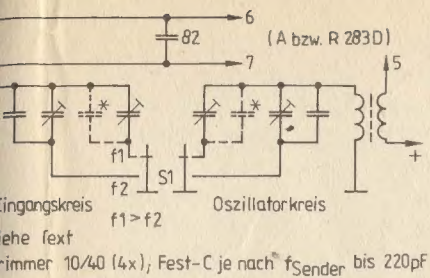 6
82
(A bzw. R 283D)
7
5
*
*
f1
S1
+
f2
Eingangskreis
Oszillatorkreis
f1 > f2
iehe Text
rimmer 10/40 (4x); Fest-C je nach fSender bis 220pF